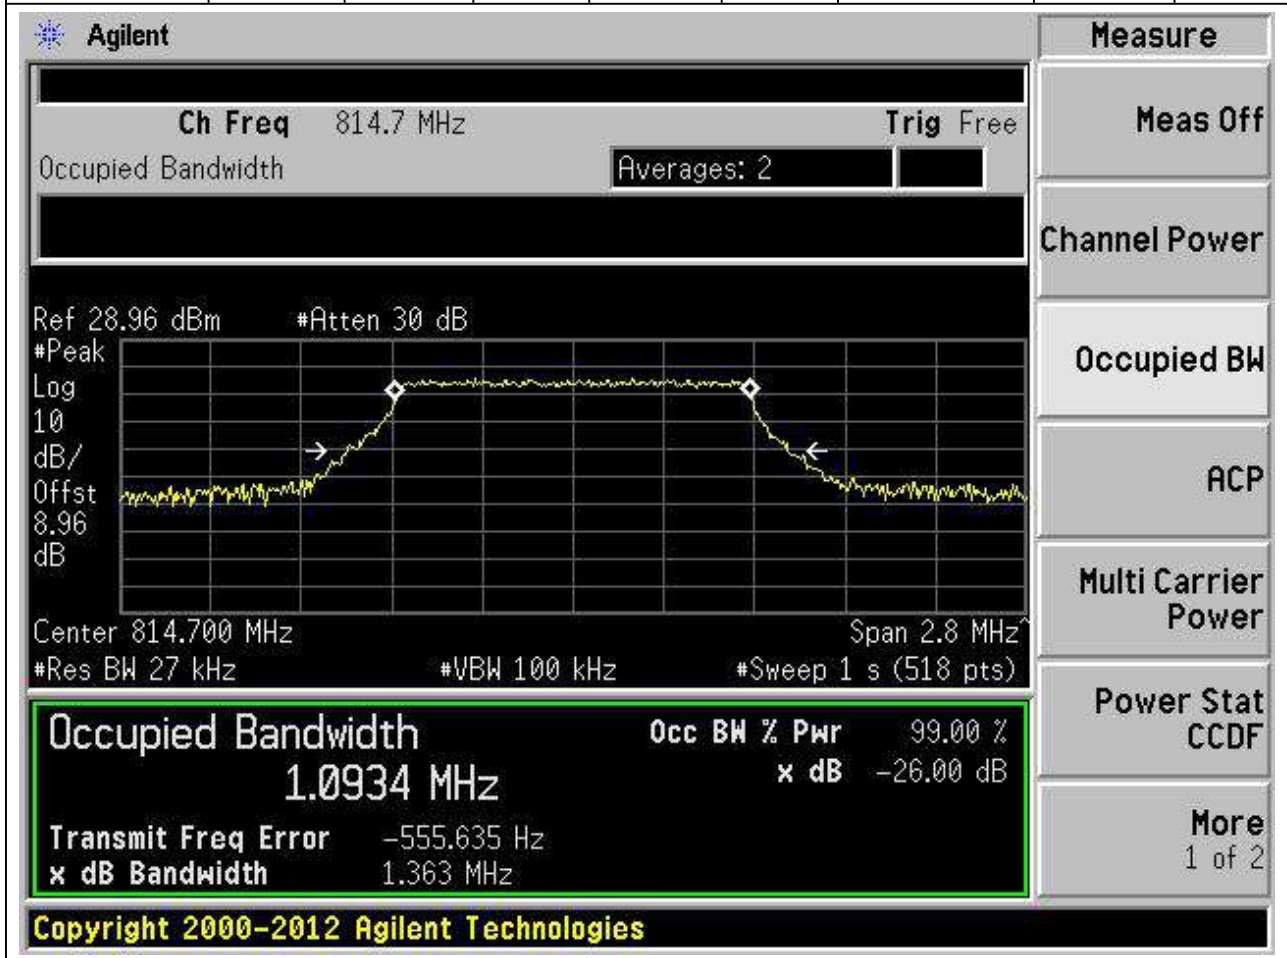 Agilent
Measure
Ch Freq 814.7 MHz Trig Free
Occupied Bandwidth Averages: 2
Meas Off
Channel Power
Occupied BW
ACP
Multi Carrier
Power
Power Stat
CCDF
More
1 of 2
Ref 28.96 dBm #Atten 30 dB
#Peak
Log
10
dB/
Offst
8.96
dB
Center 814.700 MHz Span 2.8 MHz^
#Res BW 27 kHz #VBW 100 kHz #Sweep 1 s (518 pts)
Occupied Bandwidth Occ BW % Pwr 99.00 %
1.0934 MHz x dB -26.00 dB
Transmit Freq Error -555.635 Hz
x dB Bandwidth 1.363 MHz
Copyright 2000-2012 Agilent Technologies